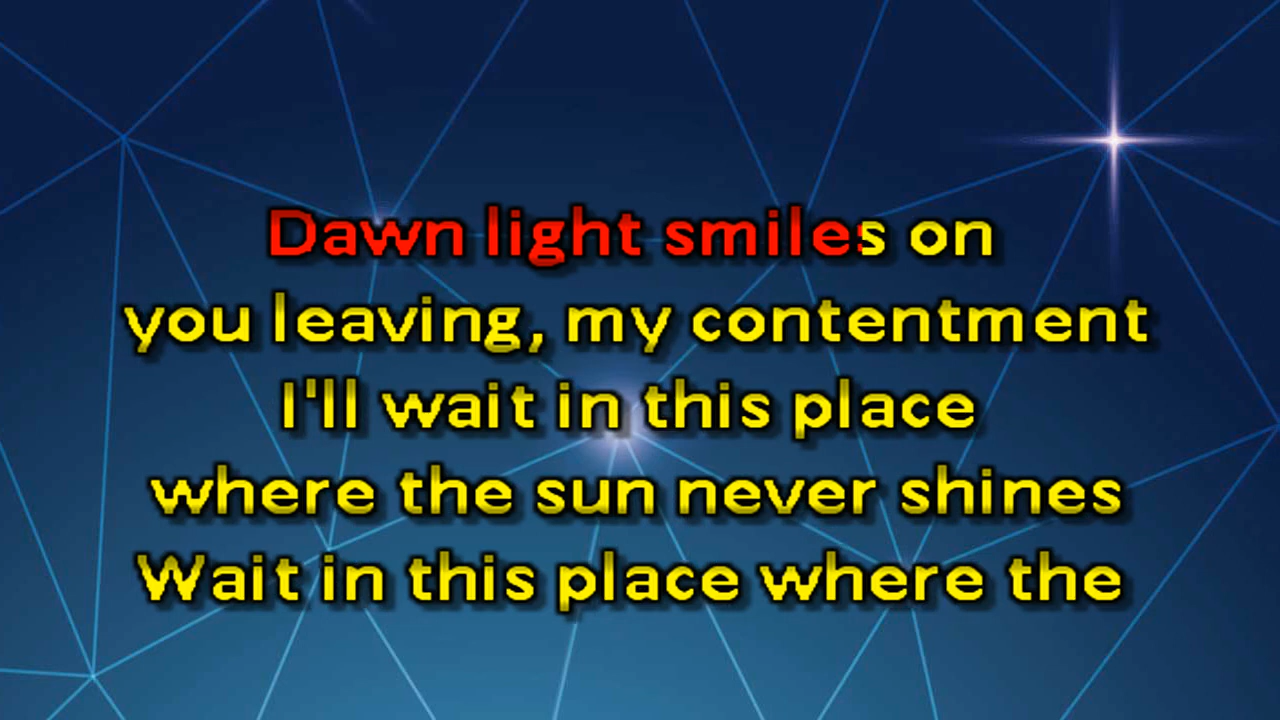 Dawn light smiles on
you leaving, my contentment
I'll wait in this place
where the sun never shines
Wait in this place where the